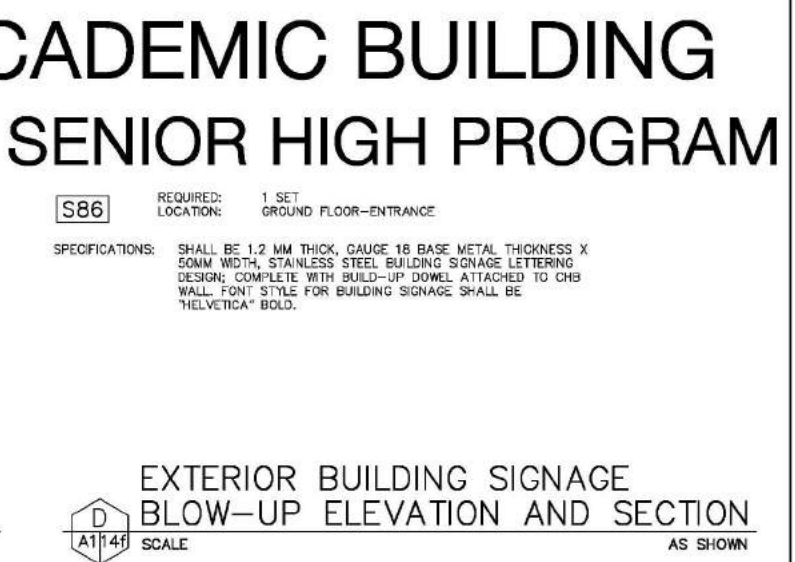 CADEMIC BUILDING
SENIOR HIGH PROGRAM
S86
REQUIRED: 1 SET
LOCATION: GROUND FLOOR-ENTRANCE
SPECIFICATIONS: SHALL BE 1.2 MM THICK, GAUGE 18 BASE METAL THICKNESS X
50MM WIDTH, STAINLESS STEEL BUILDING SIGNAGE LETTERING
DESIGN; COMPLETE WITH BUILD-UP DOWEL ATTACHED TO CHB
WALL. FONT STYLE FOR BUILDING SIGNAGE SHALL BE
"HELVETICA" BOLD.
EXTERIOR BUILDING SIGNAGE
D BLOW-UP ELEVATION AND SECTION
A1 14f SCALE AS SHOWN